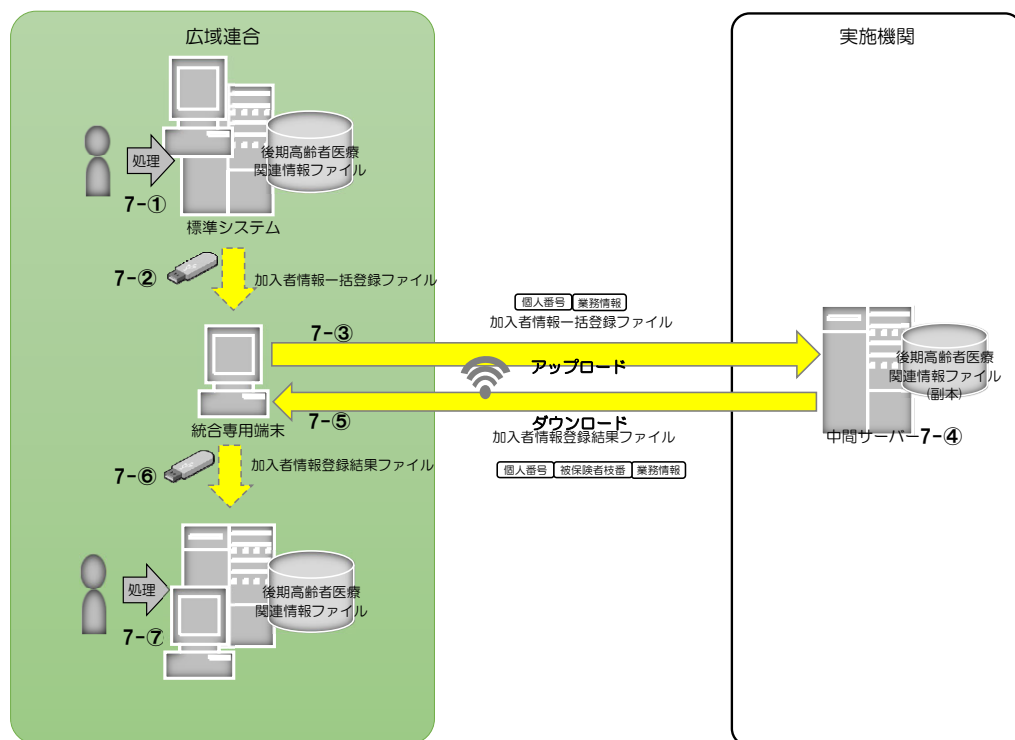 広域連合
実施機関
後期高齢者医療
関連情報ファイル
処理
7-①
標準システム
7-②
加入者情報一括登録ファイル
個人番号 業務情報
加入者情報一括登録ファイル
7-③
アップロード
後期高齢者医療
関連情報ファイル
(副本)
中間サーバー7-④
7-⑤
ダウンロード
加入者情報登録結果ファイル
統合専用端末
個人番号 被保険者枝番 業務情報
7-⑥
加入者情報登録結果ファイル
処理
後期高齢者医療
関連情報ファイル
7-⑦